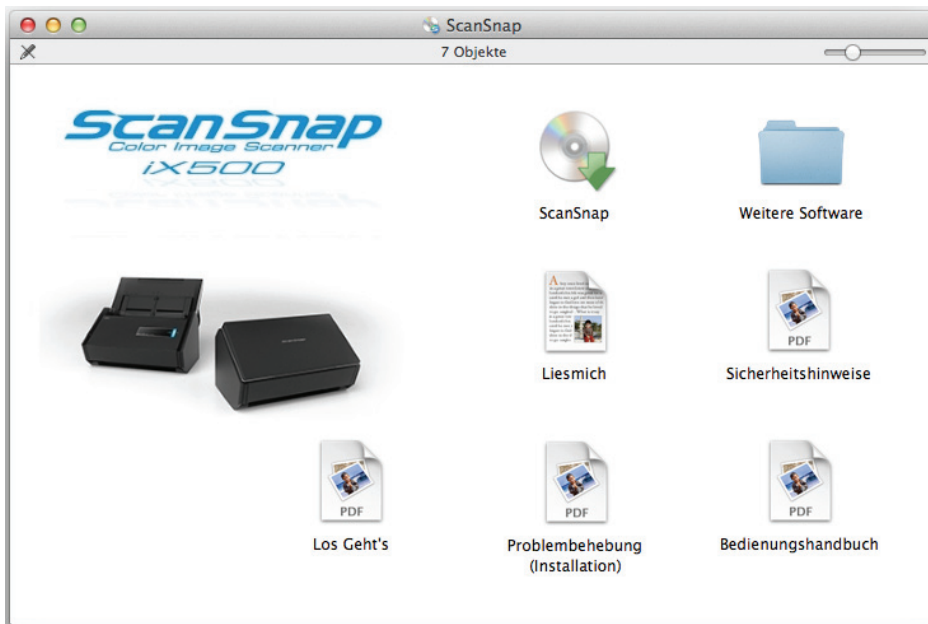 ScanSnap
7 Objekte
ScanSnap
Color Image Scanner
iX500
ScanSnap
Weitere Software
Liesmich
PDF
Sicherheitshinweise
PDF
Los Geht's
PDF
Problembehebung
(Installation)
PDF
Bedienungshandbuch